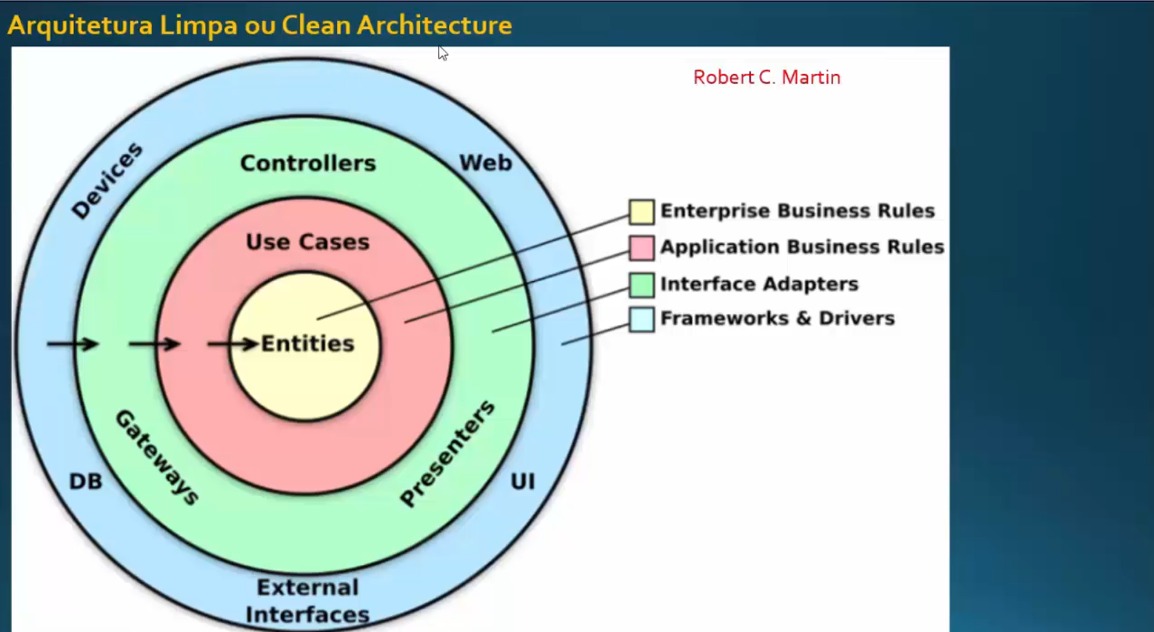 Arquitetura Limpa ou Clean Architecture
Robert C. Martin
Devices
Controllers
Web
Use Cases
Entities
Gateways
Presenters
DB
UI
External
Interfaces
Enterprise Business Rules
Application Business Rules
Interface Adapters
Frameworks & Drivers